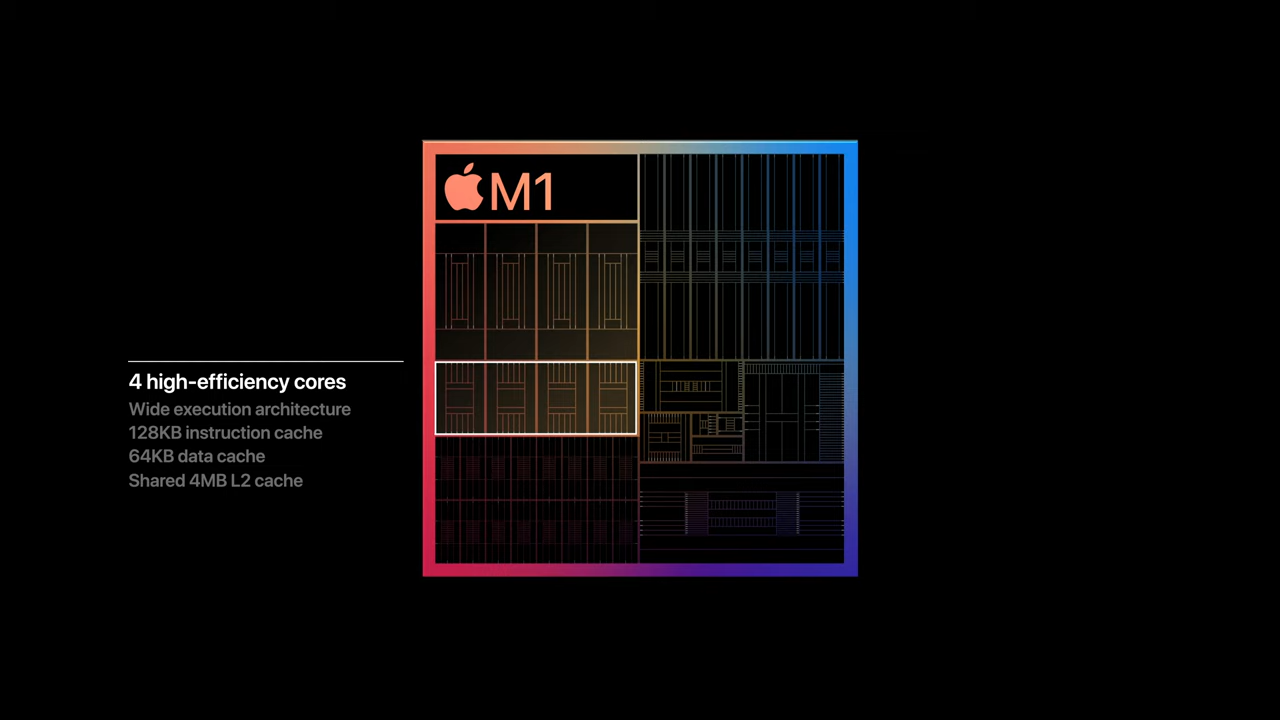 M1
4 high-efficiency cores
Wide execution architecture
128KB instruction cache
64KB data cache
Shared 4MB L2 cache